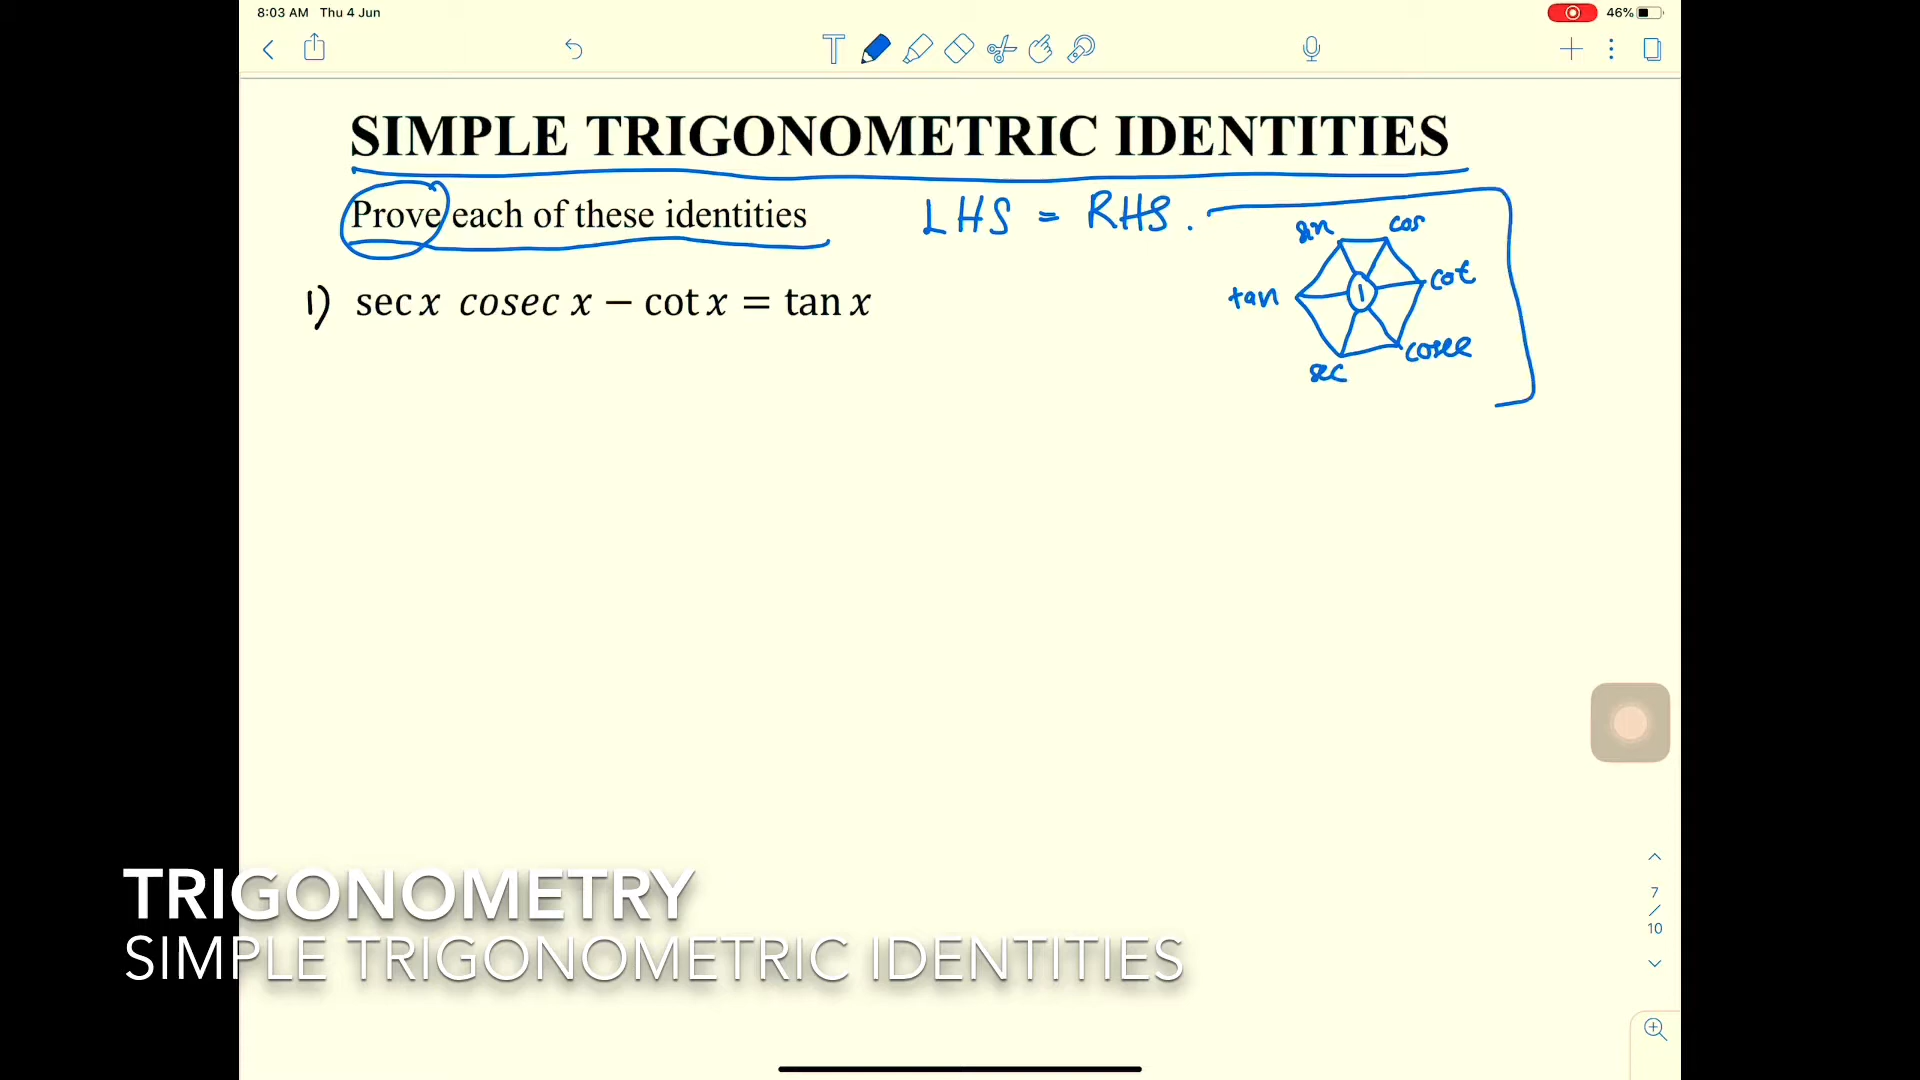 8:03 AM Thu 4 Jun
46%
T
SIMPLE TRIGONOMETRIC IDENTITIES
Prove each of these identities LHS = RHS.
sin cos
tan 1 cot
sec cosec
1) sec x cosec x − cot x = tan x
7
/
10
TRIGONOMETRY
SIMPLE TRIGONOMETRIC IDENTITIES